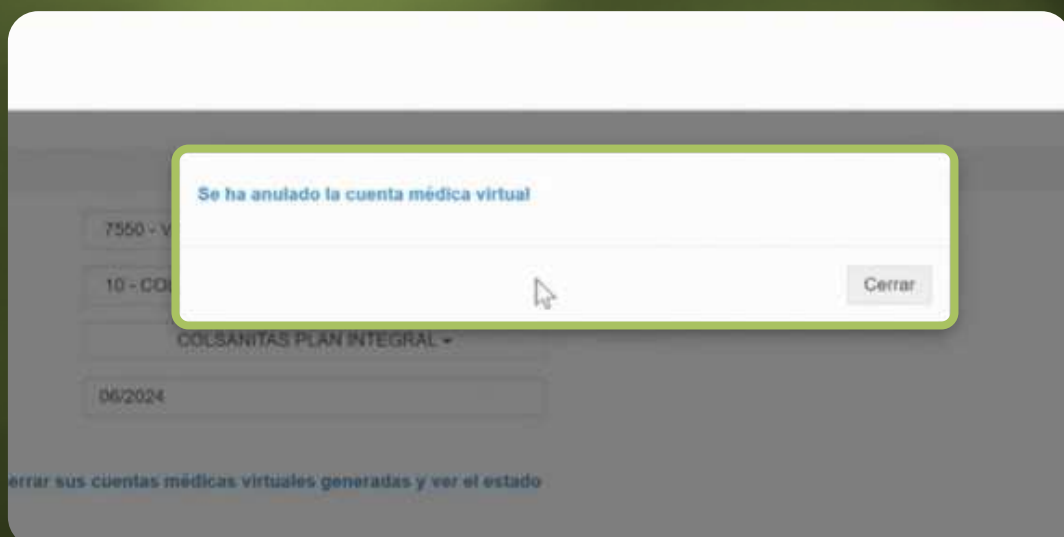 Se ha anulado la cuenta médica virtual
7550 - V
10 - COL
Cerrar
COLSANITAS PLAN INTEGRAL
06/2024
errar sus cuentas médicas virtuales generadas y ver el estado